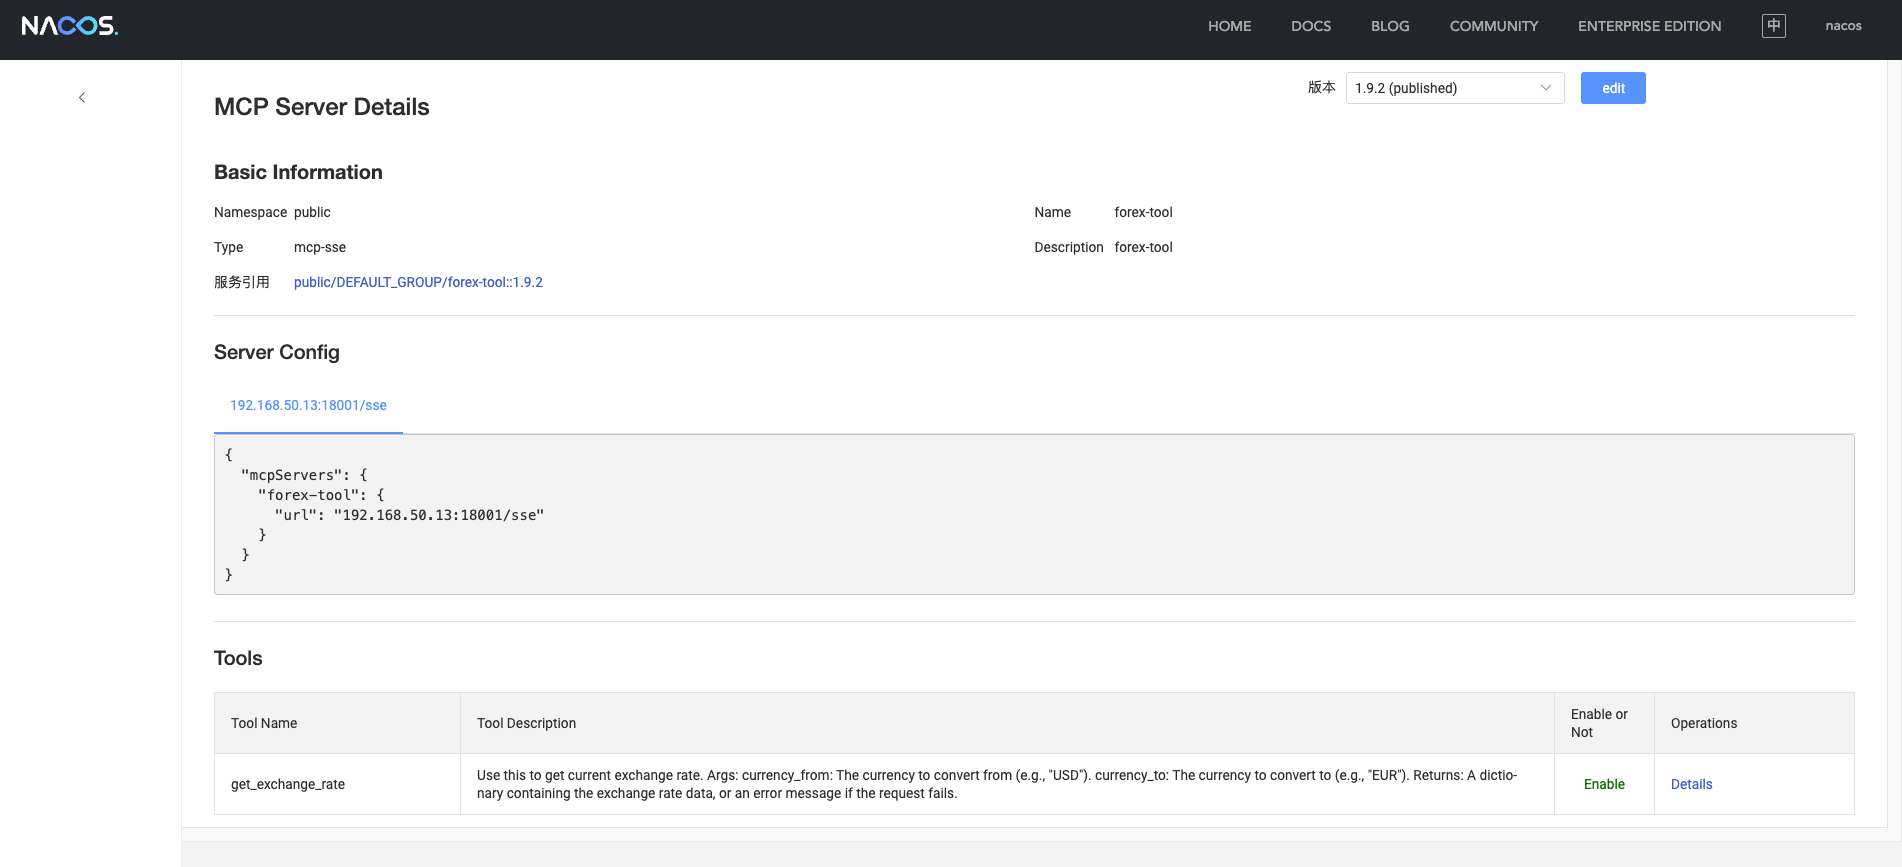 NACOS.
HOME DOCS BLOG COMMUNITY ENTERPRISE EDITION 中 nacos
版本 1.9.2 (published) edit
MCP Server Details
Basic Information
Namespace public Name forex-tool
Type mcp-sse Description forex-tool
服务引用 public/DEFAULT_GROUP/forex-tool::1.9.2
Server Config
192.168.50.13:18001/sse
{
  "mcpServers": {
    "forex-tool": {
      "url": "192.168.50.13:18001/sse"
    }
  }
}
Tools
Tool Name Tool Description Enable or Not Operations
get_exchange_rate
Use this to get current exchange rate. Args: currency_from: The currency to convert from (e.g., "USD"). currency_to: The currency to convert to (e.g., "EUR"). Returns: A dictio-
nary containing the exchange rate data, or an error message if the request fails.
Enable Details